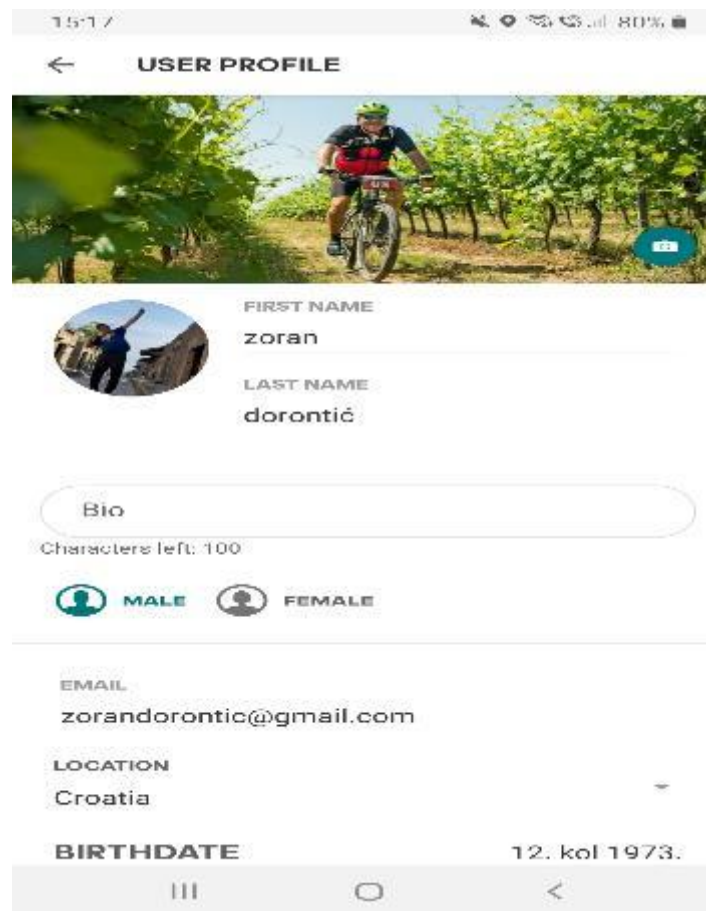 15:17
80%
USER PROFILE
FIRST NAME
zoran
LAST NAME
dorontić
Bio
Characters left: 100
MALE
FEMALE
EMAIL
zorandorontic@gmail.com
LOCATION
Croatia
BIRTHDATE
12. kol 1973.